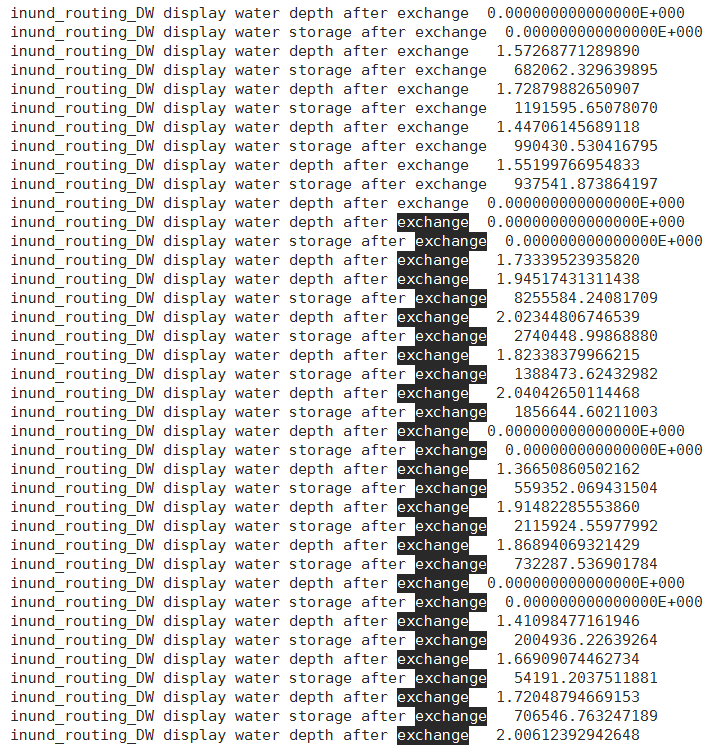 inund_routing_DW display water depth after exchange  0.000000000000000E+000
inund_routing_DW display water storage after exchange  0.000000000000000E+000
inund_routing_DW display water depth after exchange   1.57268771289890
inund_routing_DW display water storage after exchange   682062.329639895
inund_routing_DW display water depth after exchange   1.72879882650907
inund_routing_DW display water storage after exchange   1191595.65078070
inund_routing_DW display water depth after exchange   1.44706145689118
inund_routing_DW display water storage after exchange   990430.530416795
inund_routing_DW display water depth after exchange   1.55199766954833
inund_routing_DW display water storage after exchange   937541.873864197
inund_routing_DW display water depth after exchange  0.000000000000000E+000
inund_routing_DW display water depth after exchange  0.000000000000000E+000
inund_routing_DW display water storage after exchange  0.000000000000000E+000
inund_routing_DW display water depth after exchange   1.73339523935820
inund_routing_DW display water depth after exchange   1.94517431311438
inund_routing_DW display water storage after exchange   8255584.24081709
inund_routing_DW display water depth after exchange   2.02344806746539
inund_routing_DW display water storage after exchange   2740448.99868880
inund_routing_DW display water depth after exchange   1.82338379966215
inund_routing_DW display water storage after exchange   1388473.62432982
inund_routing_DW display water depth after exchange   2.04042650114468
inund_routing_DW display water storage after exchange   1856644.60211003
inund_routing_DW display water depth after exchange  0.000000000000000E+000
inund_routing_DW display water storage after exchange  0.000000000000000E+000
inund_routing_DW display water depth after exchange   1.36650860502162
inund_routing_DW display water storage after exchange   559352.069431504
inund_routing_DW display water depth after exchange   1.91482285553860
inund_routing_DW display water storage after exchange   2115924.55977992
inund_routing_DW display water depth after exchange   1.86894069321429
inund_routing_DW display water storage after exchange   732287.536901784
inund_routing_DW display water depth after exchange  0.000000000000000E+000
inund_routing_DW display water storage after exchange  0.000000000000000E+000
inund_routing_DW display water depth after exchange   1.41098477161946
inund_routing_DW display water storage after exchange   2004936.22639264
inund_routing_DW display water depth after exchange   1.66909074462734
inund_routing_DW display water storage after exchange   54191.2037511881
inund_routing_DW display water depth after exchange   1.72048794669153
inund_routing_DW display water storage after exchange   706546.763247189
inund_routing_DW display water depth after exchange   2.00612392942648